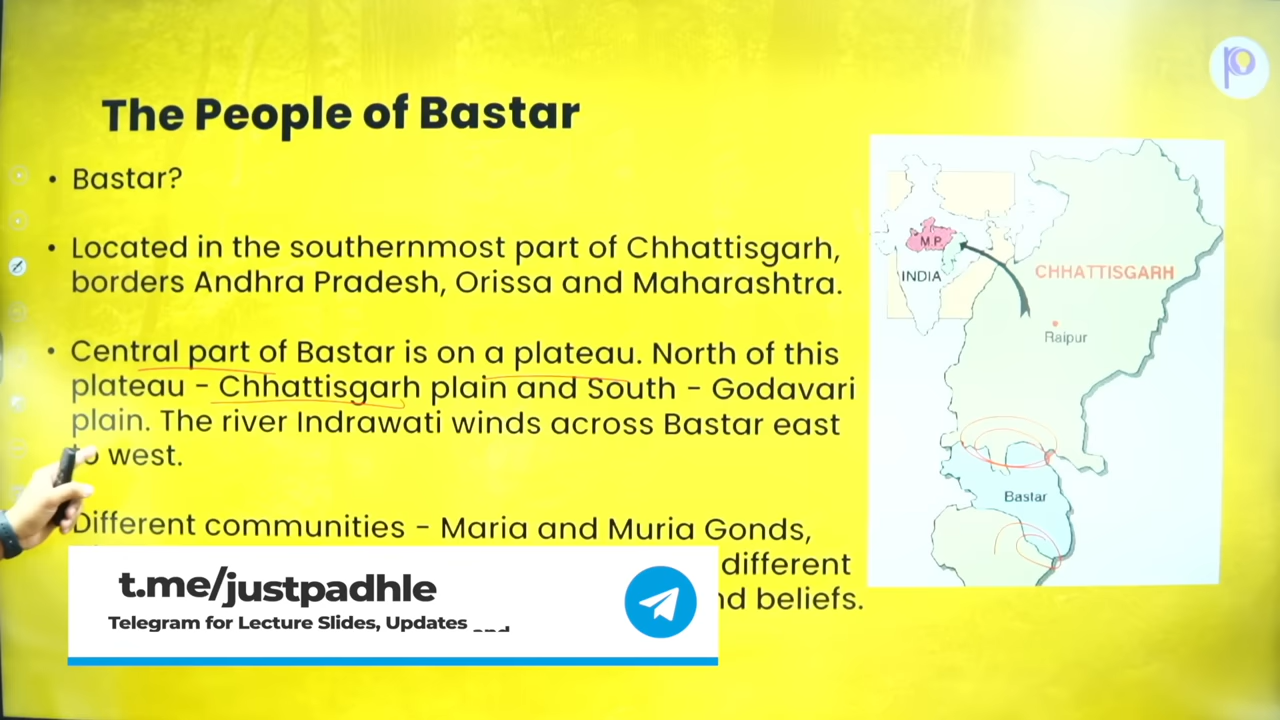 The People of Bastar
• Bastar?
• Located in the southernmost part of Chhattisgarh,
borders Andhra Pradesh, Orissa and Maharashtra.
• Central part of Bastar is on a plateau. North of this
plateau - Chhattisgarh plain and South - Godavari
plain. The river Indrawati winds across Bastar east
to west.
Different communities - Maria and Muria Gonds,
different
beliefs.
t.me/justpadhle
Telegram for Lecture Slides, Updates and
M.P.
INDIA
CHHATTISGARH
Raipur
Bastar